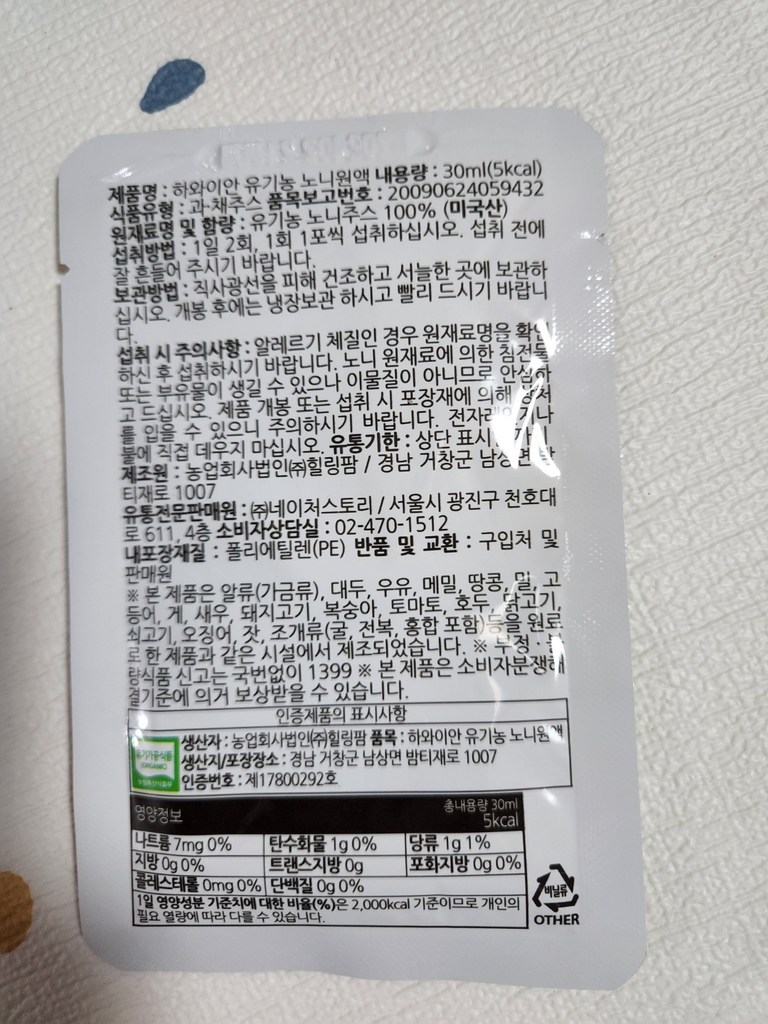 제품명 : 하와이안 유기농 노니원액 내용량 : 30ml(5kcal)
식품유형 : 과·채주스 품목보고번호 : 20090624059432
원재료명 및 함량 : 유기농 노니주스 100% (미국산)
섭취방법 : 1일 2회, 1회 1포씩 섭취하십시오. 섭취 전에
잘 흔들어 주시기 바랍니다.
보관방법 : 직사광선을 피해 건조하고 서늘한 곳에 보관하
십시오. 개봉 후에는 냉장보관 하시고 빨리 드시기 바랍니
다.
섭취 시 주의사항 : 알레르기 체질인 경우 원재료명을 확인
하신 후 섭취하시기 바랍니다. 노니 원재료에 의한 침전물
또는 부유물이 생길 수 있으나 이물질이 아니므로 안심하
고 드십시오. 제품 개봉 또는 섭취 시 포장재에 의해 상처
를 입을 수 있으니 주의하시기 바랍니다. 전자레인지나
불에 직접 데우지 마십시오. 유통기한 : 상단 표시
제조원 : 농업회사법인㈜힐링팜 / 경남 거창군 남상면 밤
티재로 1007
유통전문판매원 : ㈜네이처스토리 / 서울시 광진구 천호대
로 611, 4층 소비자상담실 : 02-470-1512
내포장재질 : 폴리에틸렌(PE) 반품 및 교환 : 구입처 및
판매원
※ 본 제품은 알류(가금류), 대두, 우유, 메밀, 땅콩, 밀, 고
등어, 게, 새우, 돼지고기, 복숭아, 토마토, 호두, 닭고기,
쇠고기, 오징어, 잣, 조개류(굴, 전복, 홍합 포함)등을 원료
로 한 제품과 같은 시설에서 제조되었습니다. ※ 부정·불
량식품 신고는 국번없이 1399 ※ 본 제품은 소비자분쟁해
결기준에 의거 보상받을 수 있습니다.
인증제품의 표시사항
유기가공식품
(ORGANIC)
생산자 : 농업회사법인㈜힐링팜 품목 : 하와이안 유기농 노니원액
생산지/포장장소 : 경남 거창군 남상면 밤티재로 1007
인증번호 : 제17800292호
영양정보 총내용량 30ml
5kcal
나트륨 7mg 0% 탄수화물 1g 0% 당류 1g 1%
지방 0g 0% 트랜스지방 0g 포화지방 0g 0%
콜레스테롤 0mg 0% 단백질 0g 0%
1일 영양성분 기준치에 대한 비율(%)은 2,000kcal 기준이므로 개인의
필요 열량에 따라 다를 수 있습니다.
비닐류
OTHER